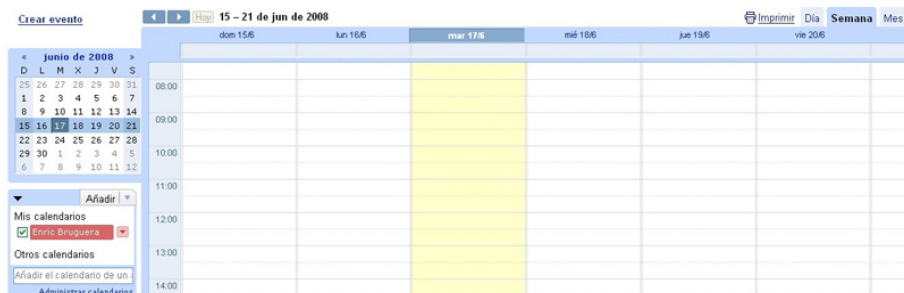 Crear evento
Hoy 15 – 21 de jun de 2008
Imprimir Día Semana Mes
dom 15/6 lun 16/6 mar 17/6 mié 18/6 jue 19/6 vie 20/6
« junio de 2008 »
D L M X J V S
25 26 27 28 29 30 31
1 2 3 4 5 6 7
8 9 10 11 12 13 14
15 16 17 18 19 20 21
22 23 24 25 26 27 28
29 30 1 2 3 4 5
6 7 8 9 10 11 12
Añadir
Mis calendarios
Enric Bruguera
Otros calendarios
Añadir el calendario de un
Administrar calendarios
08:00
09:00
10:00
11:00
12:00
13:00
14:00